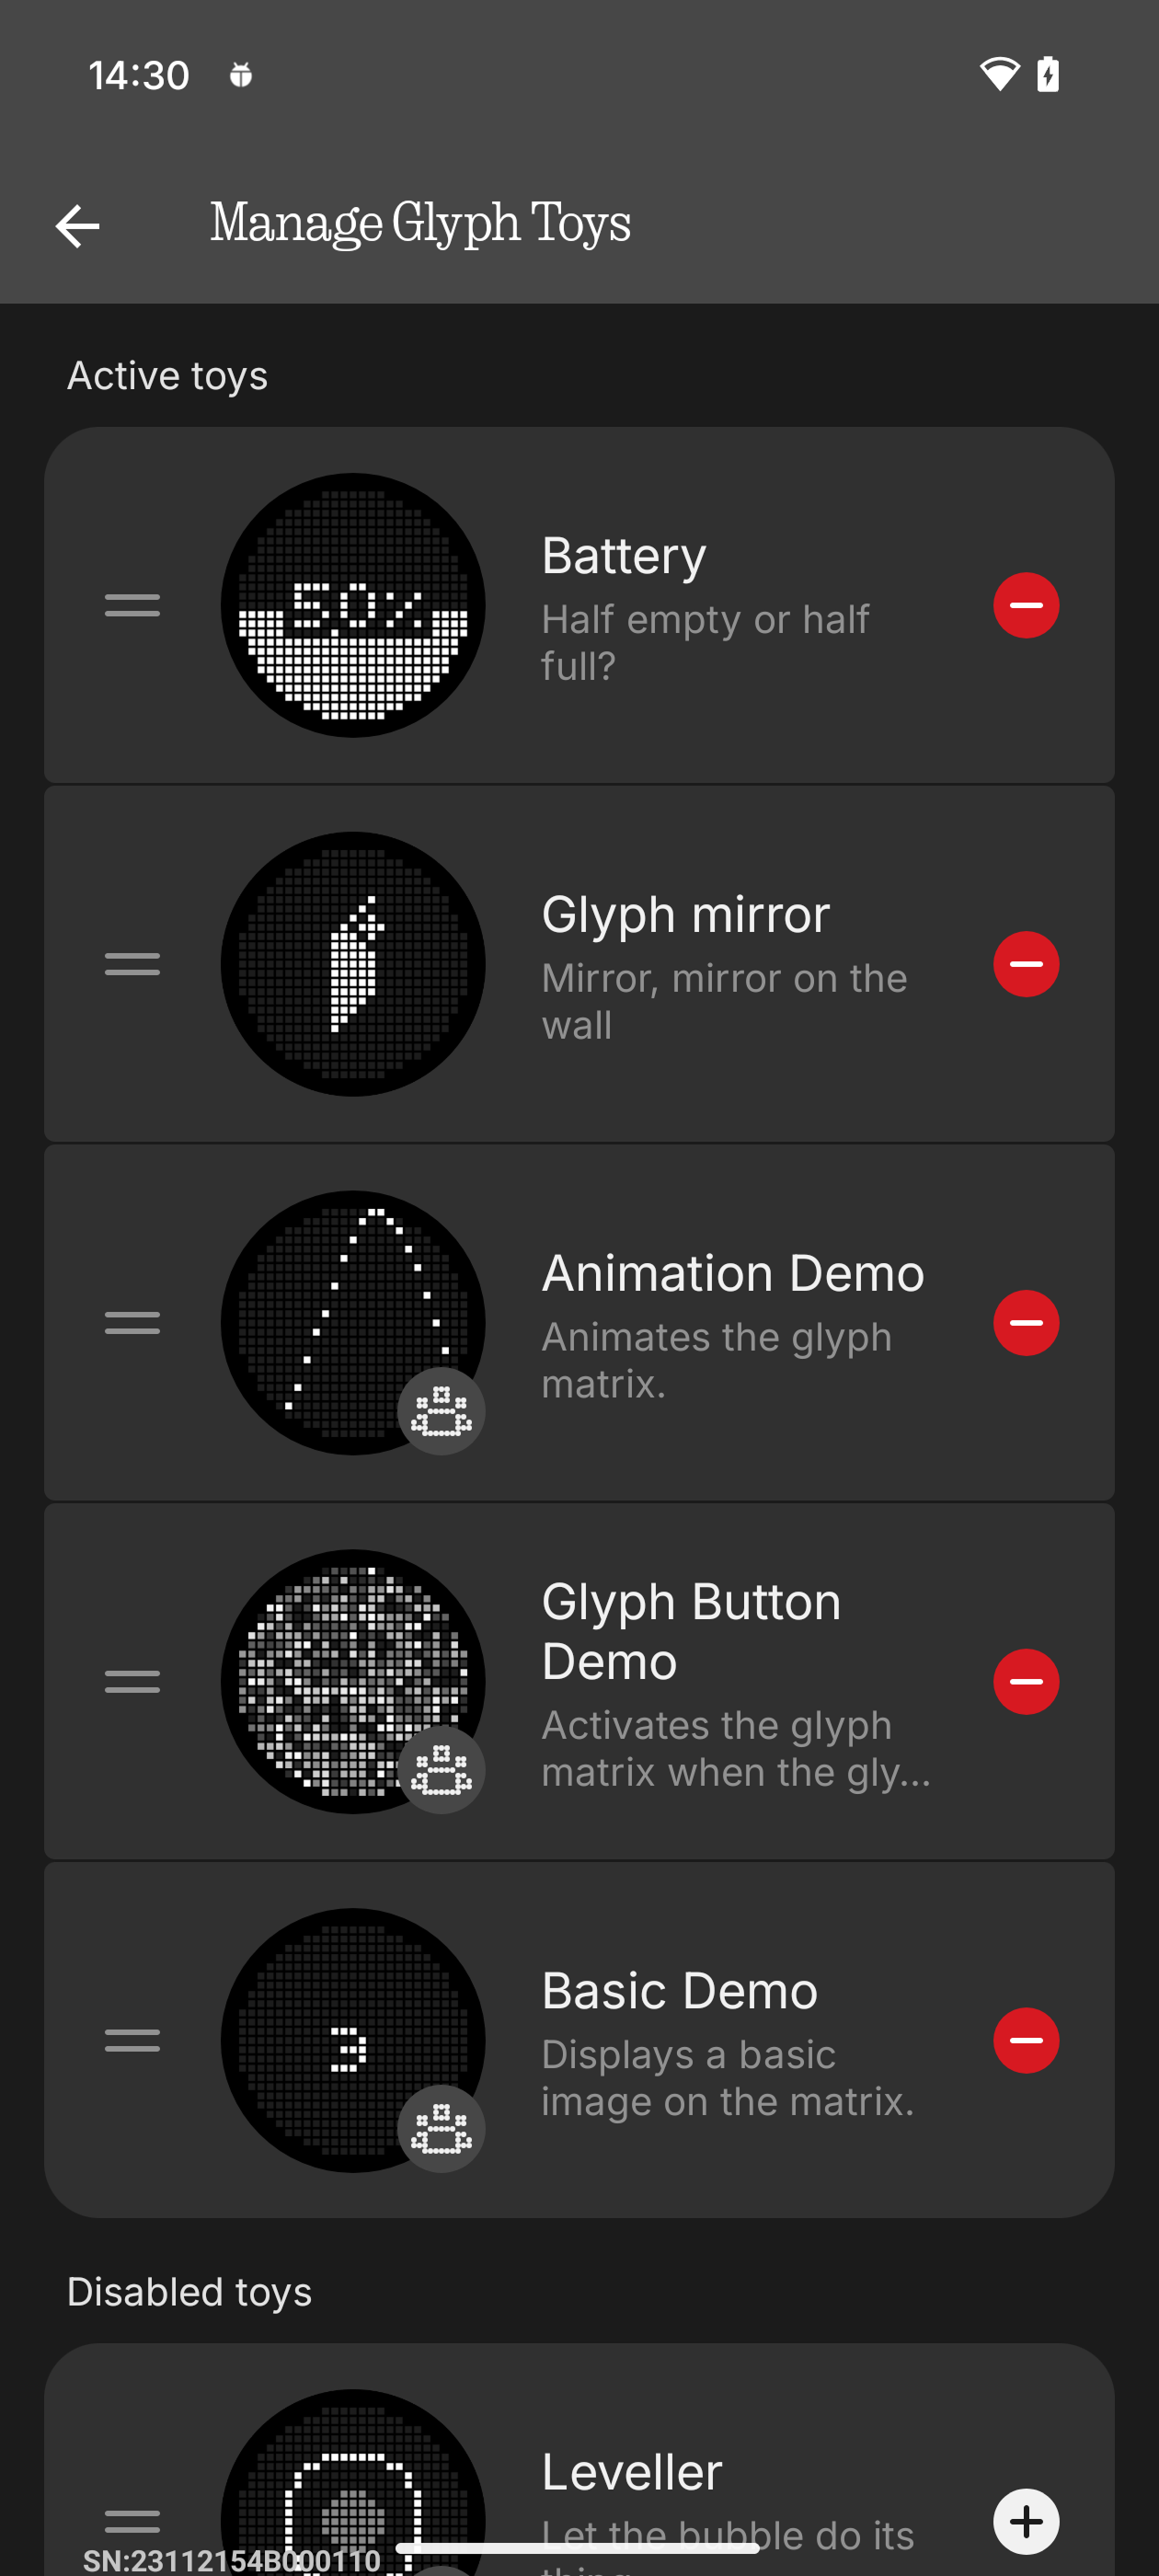 14:30
Manage Glyph Toys
Active toys
50%
Battery
Half empty or half
full?
Glyph mirror
Mirror, mirror on the
wall
Animation Demo
Animates the glyph
matrix.
Glyph Button
Demo
Activates the glyph
matrix when the gly...
Basic Demo
Displays a basic
image on the matrix.
Disabled toys
Leveller
Let the bubble do its
SN:23112154B000110